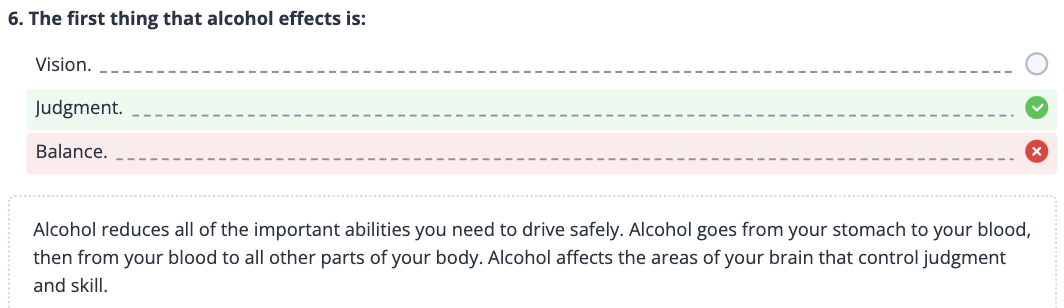 6. The first thing that alcohol effects is:
Vision.
Judgment.
Balance.
Alcohol reduces all of the important abilities you need to drive safely. Alcohol goes from your stomach to your blood,
then from your blood to all other parts of your body. Alcohol affects the areas of your brain that control judgment
and skill.